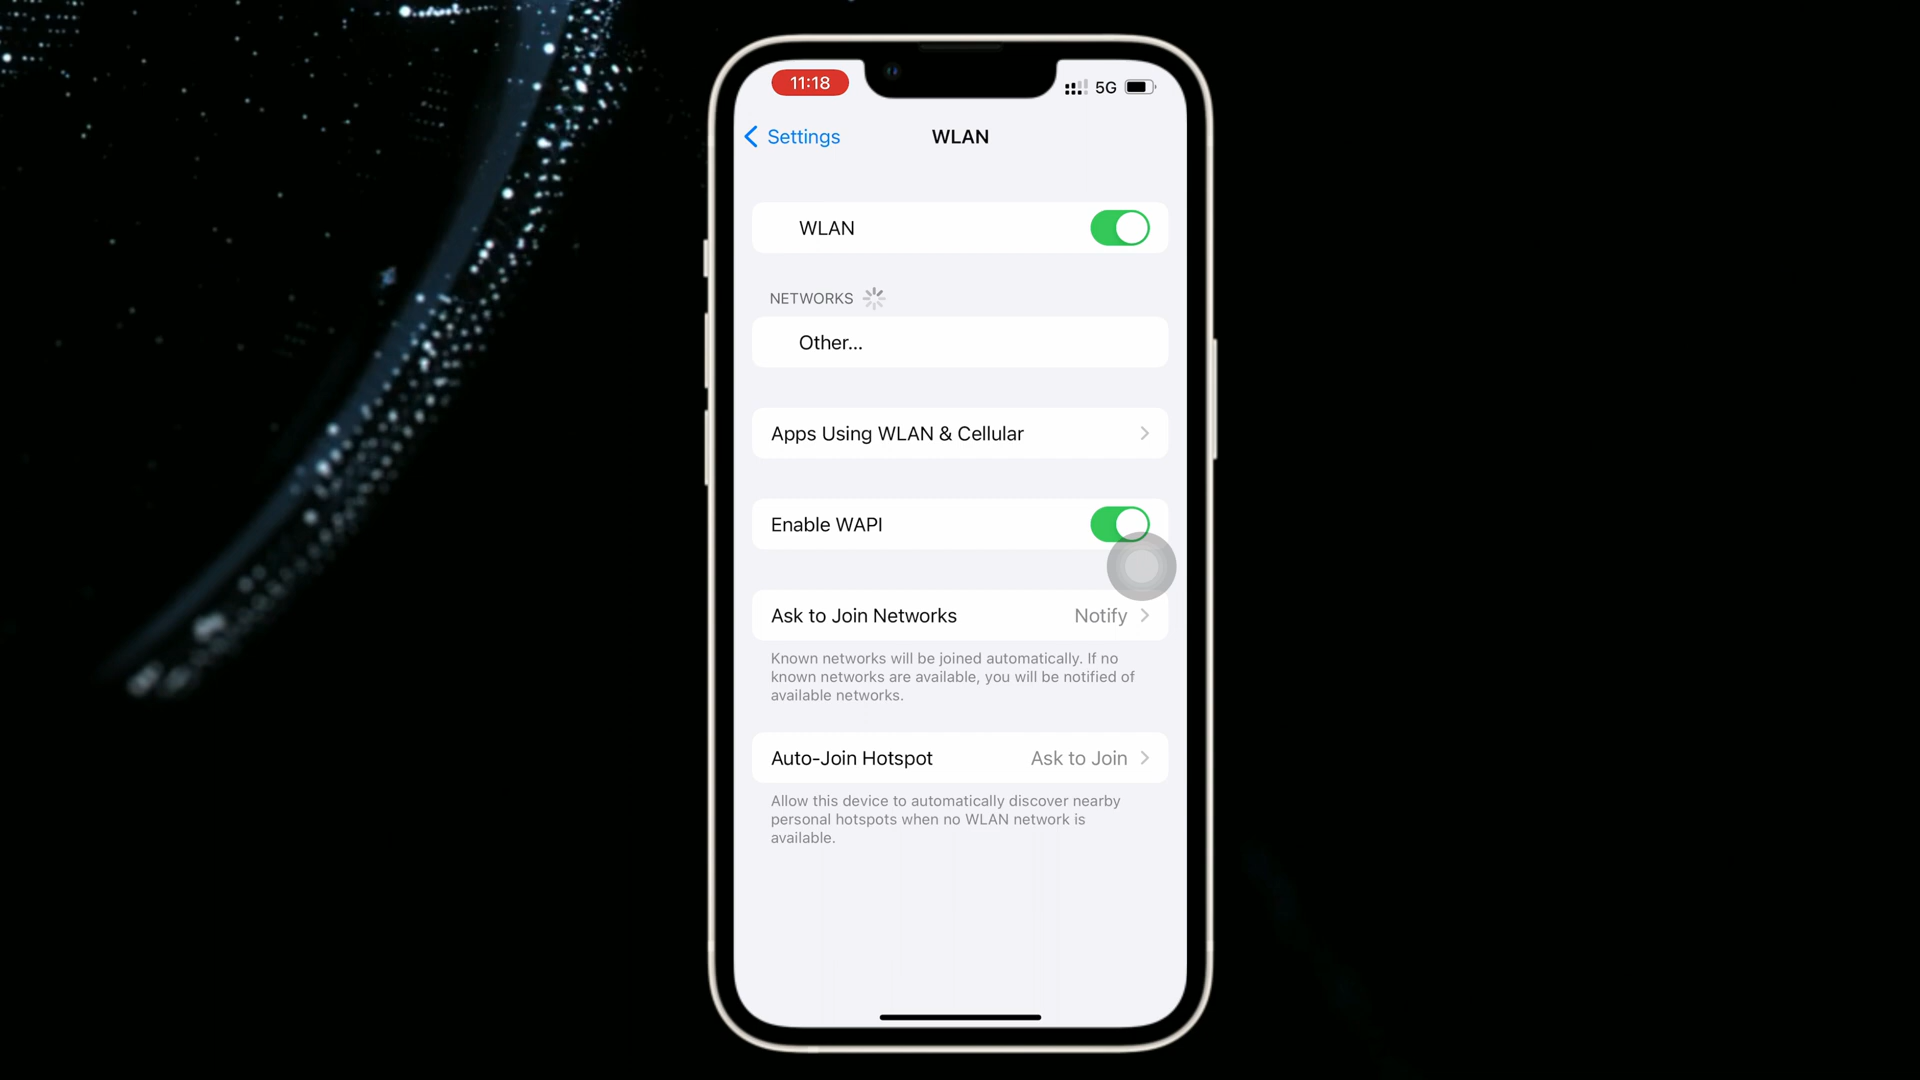 11:18
5G
Settings
WLAN
WLAN
NETWORKS
Other...
Apps Using WLAN & Cellular
Enable WAPI
Ask to Join Networks Notify
Known networks will be joined automatically. If no
known networks are available, you will be notified of
available networks.
Auto-Join Hotspot Ask to Join
Allow this device to automatically discover nearby
personal hotspots when no WLAN network is
available.